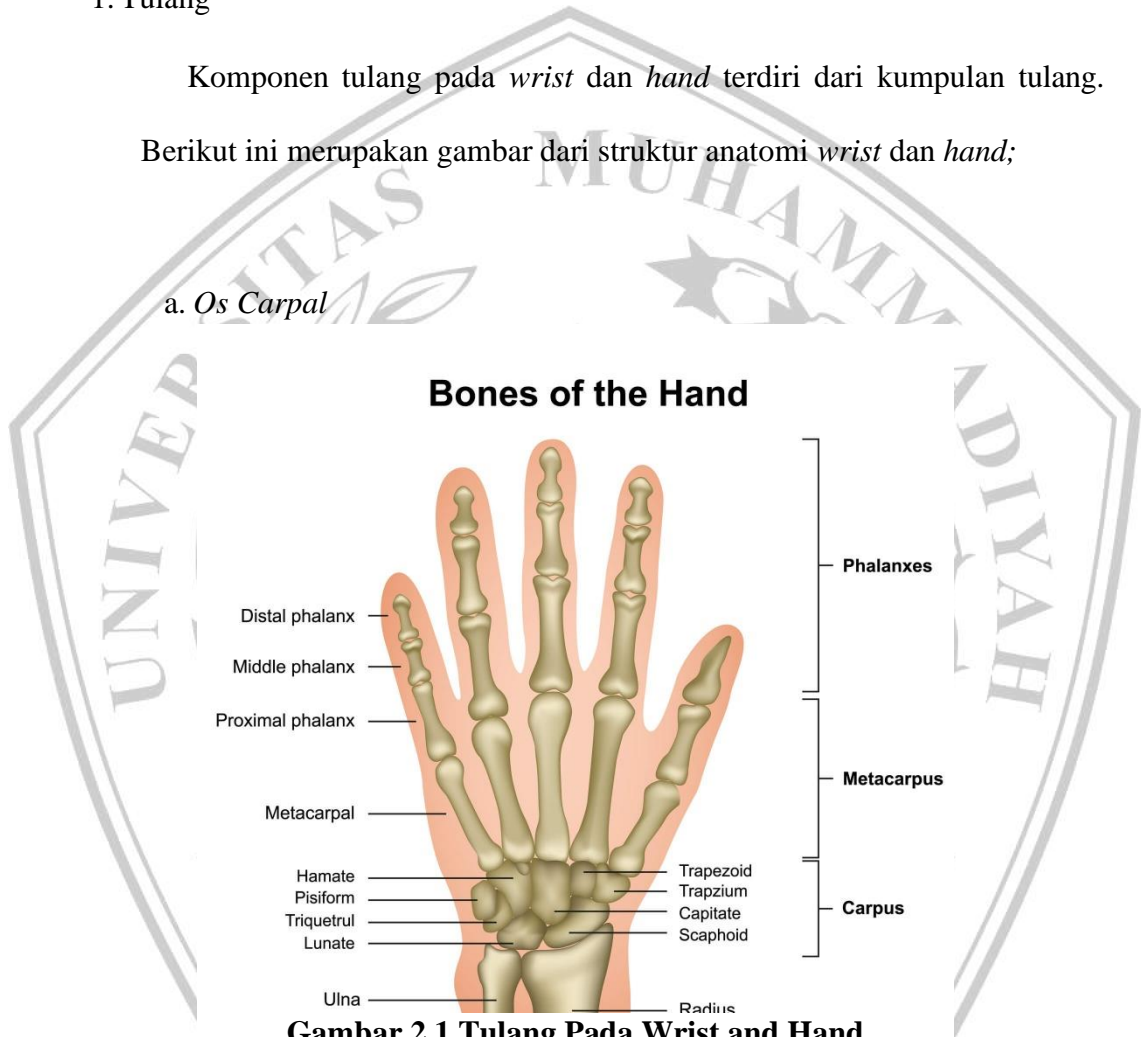 1. Tulang
Komponen tulang pada wrist dan hand terdiri dari kumpulan tulang.
Berikut ini merupakan gambar dari struktur anatomi wrist dan hand;
UNIVERSITAS MUHAMMADIYAH
a. Os Carpal
Bones of the Hand
Phalanxes
Distal phalanx
Middle phalanx
Proximal phalanx
Metacarpus
Metacarpal
Trapezoid
Hamate
Trapzium
Pisiform
Capitate
Carpus
Triquetrul
Scaphoid
Lunate
Ulna
Radius
Gambar 2.1 Tulang Pada Wrist and Hand